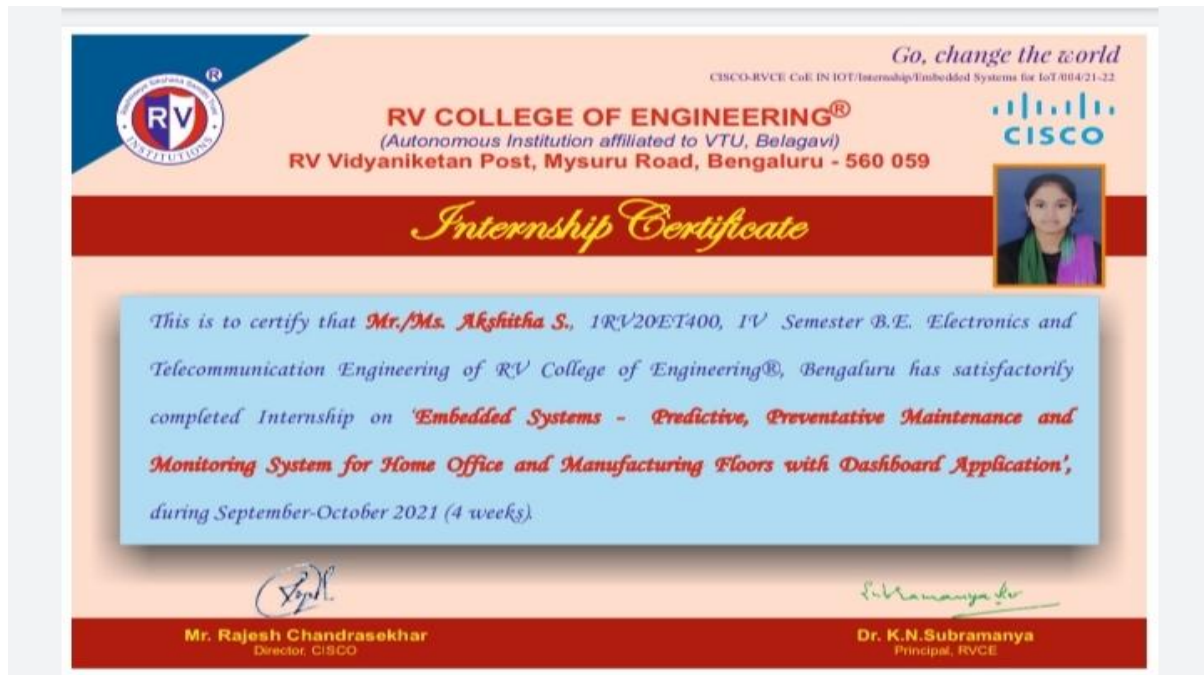 Go, change the world
CISCO-RVCE CoE IN IOT/Internship/Embedded Systems for IoT/004/21-22
RV
INSTITUTIONS
®
RV COLLEGE OF ENGINEERING®
(Autonomous Institution affiliated to VTU, Belagavi)
RV Vidyaniketan Post, Mysuru Road, Bengaluru - 560 059
CISCO
Internship Certificate
This is to certify that Mr./Ms. Akshitha S., 1RV20ET400, IV Semester B.E. Electronics and
Telecommunication Engineering of RV College of Engineering®, Bengaluru has satisfactorily
completed Internship on 'Embedded Systems - Predictive, Preventative Maintenance and
Monitoring System for Home Office and Manufacturing Floors with Dashboard Application',
during September-October 2021 (4 weeks).
Subramanya
Mr. Rajesh Chandrasekhar
Director, CISCO
Dr. K.N.Subramanya
Principal, RVCE